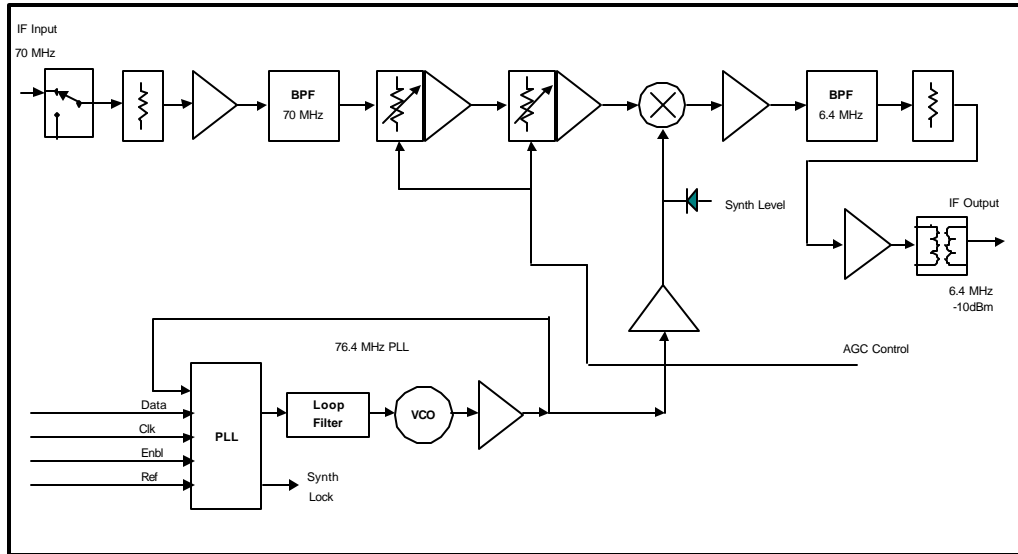 IF Input
70 MHz
BPF
70 MHz
BPF
6.4 MHz
Synth Level
IF Output
6.4 MHz
-10dBm
76.4 MHz PLL
AGC Control
Data
Clk
Enbl
Ref
PLL
Loop
Filter
VCO
Synth
Lock